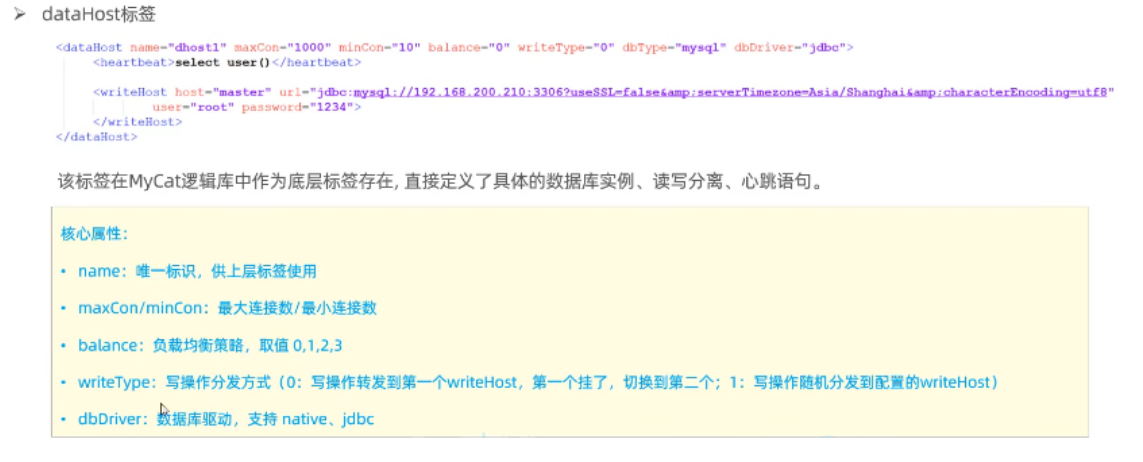 ➤ dataHost标签
<dataHost name="dhost1" maxCon="1000" minCon="10" balance="0" writeType="0" dbType="mysql" dbDriver="jdbc">
<heartbeat>select user()</heartbeat>
<writeHost host="master" url="jdbc:mysql://192.168.200.210:3306?useSSL=false&amp;serverTimezone=Asia/Shanghai&amp;characterEncoding=utf8"
user="root" password="1234">
</writeHost>
</dataHost>
该标签在MyCat逻辑库中作为底层标签存在, 直接定义了具体的数据库实例、读写分离、心跳语句。
核心属性：
• name：唯一标识，供上层标签使用
• maxCon/minCon：最大连接数/最小连接数
• balance：负载均衡策略，取值 0,1,2,3
• writeType：写操作分发方式（0：写操作转发到第一个writeHost，第一个挂了，切换到第二个；1：写操作随机分发到配置的writeHost）
• dbDriver：数据库驱动，支持 native、jdbc